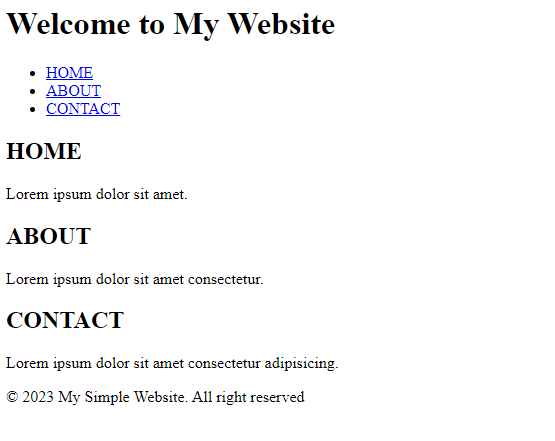 Welcome to My Website
HOME
ABOUT
CONTACT
HOME
Lorem ipsum dolor sit amet.
ABOUT
Lorem ipsum dolor sit amet consectetur.
CONTACT
Lorem ipsum dolor sit amet consectetur adipisicing.
© 2023 My Simple Website. All right reserved